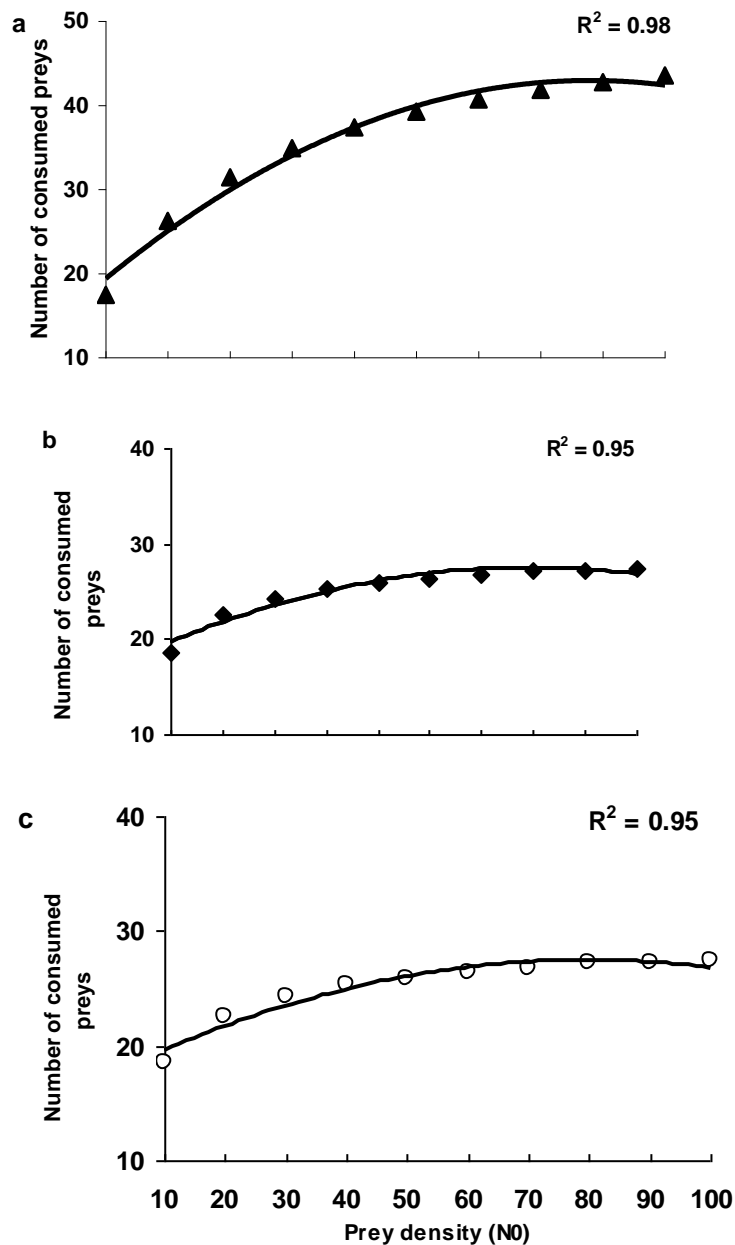 a
R² = 0.98
Number of consumed preys
50
40
30
20
10
b
R² = 0.95
Number of consumed
preys
40
30
20
10
c
R² = 0.95
Number of consumed
preys
40
30
20
10
10 20 30 40 50 60 70 80 90 100
Prey density (N0)